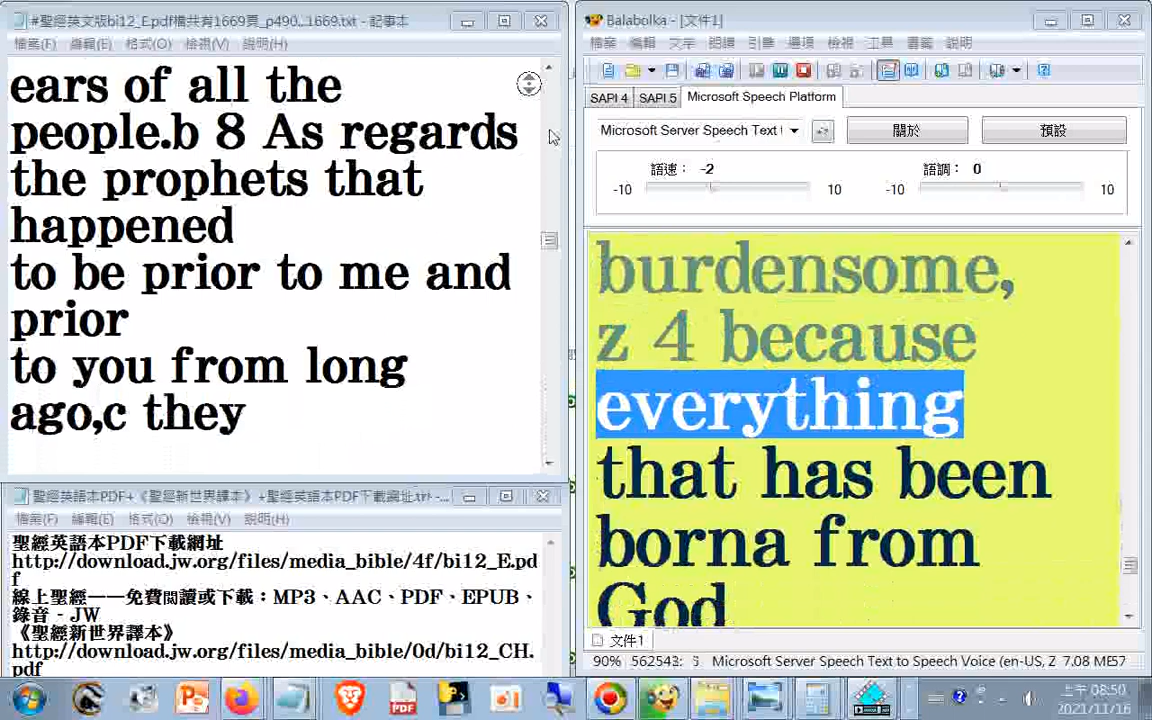 #聖經英文版bi12_E.pdf檔共有1669頁_p490..1669.txt - 記事本
檔案(F) 編輯(E) 格式(O) 檢視(V) 說明(H)
ears of all the
people.b 8 As regards
the prophets that
happened
to be prior to me and
prior
to you from long
ago,c they
聖經英語本PDF+《聖經新世界譯本》+聖經英語本PDF下載網址.txt - ...
檔案(F) 編輯(E) 格式(O) 檢視(V) 說明(H)
聖經英語本PDF下載網址
http://download.jw.org/files/media_bible/4f/bi12_E.pd
f
線上聖經——免費閱讀或下載：MP3、AAC、PDF、EPUB、
錄音 - JW
《聖經新世界譯本》
http://download.jw.org/files/media_bible/0d/bi12_CH.
pdf
Balabolka - [文件1]
檔案 編輯 文字 朗讀 引擎 選項 檢視 工具 書籤 說明
SAPI 4 SAPI 5 Microsoft Speech Platform
Microsoft Server Speech Text 關於 預設
語速： -2 語調： 0
-10 10 -10 10
burdensome,
z 4 because
everything
that has been
borna from
God
文件1
90% Microsoft Server Speech Text to Speech Voice (en-US, Z 7.08 ME
上午 08:50
2021/11/16